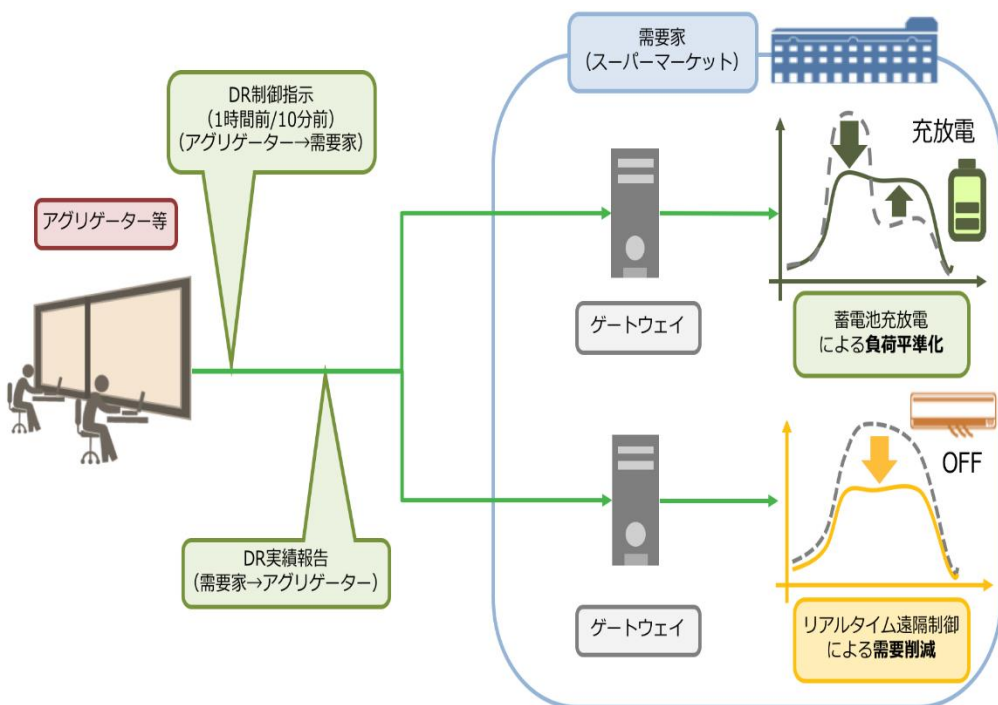 需要家
（スーパーマーケット）
DR制御指示
（1時間前/10分前）
（アグリゲーター→需要家）
アグリゲーター等
充放電
ゲートウェイ
蓄電池充放電
による負荷平準化
OFF
DR実績報告
（需要家→アグリゲーター）
ゲートウェイ
リアルタイム遠隔制御
による需要削減